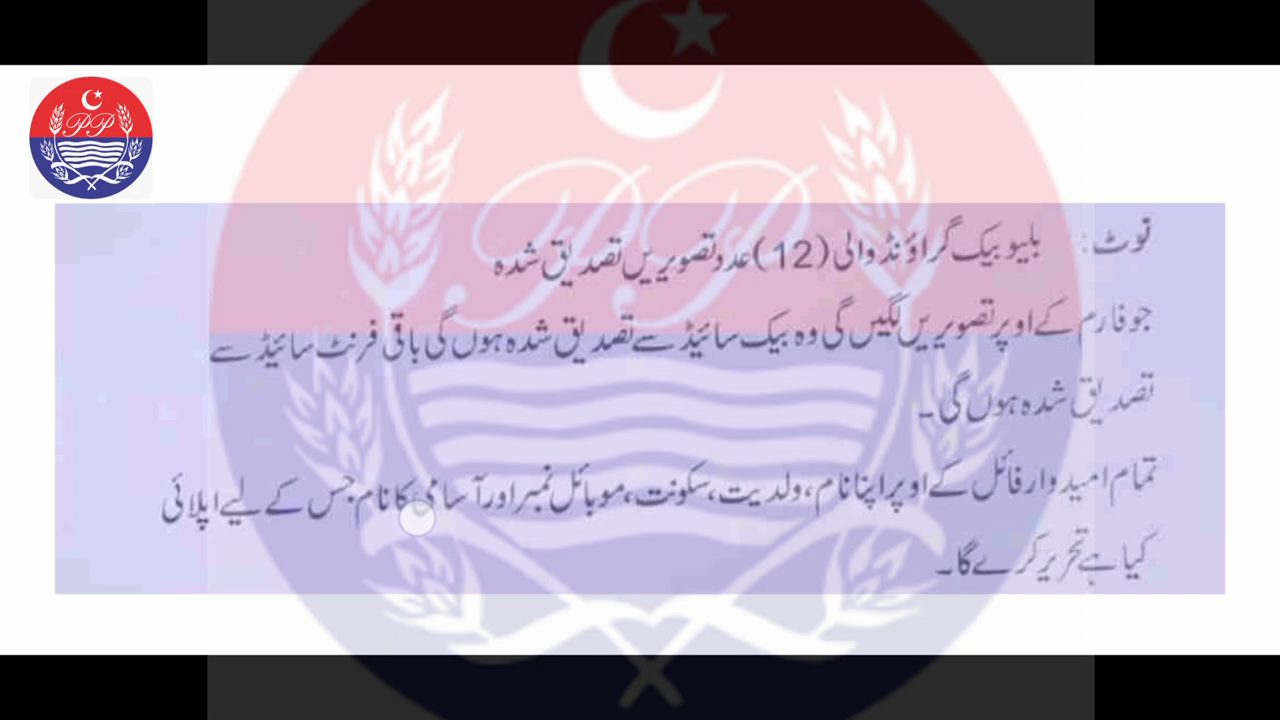 PP
نوٹ: بلیو بیک گراؤنڈ والی (12) عدد تصویریں تصدیق شدہ
جو فارم کے اوپر تصویریں لگیں گی وہ بیک سائیڈ سے تصدیق شدہ ہوں گی باقی فرنٹ سائیڈ سے
تصدیق شدہ ہوں گی۔
تمام امیدوار فائل کے اوپر اپنا نام، ولدیت، سکونت، موبائل نمبر اور آسامی کا نام جس کے لیے اپلائی
کیا ہے تحریر کرے گا۔